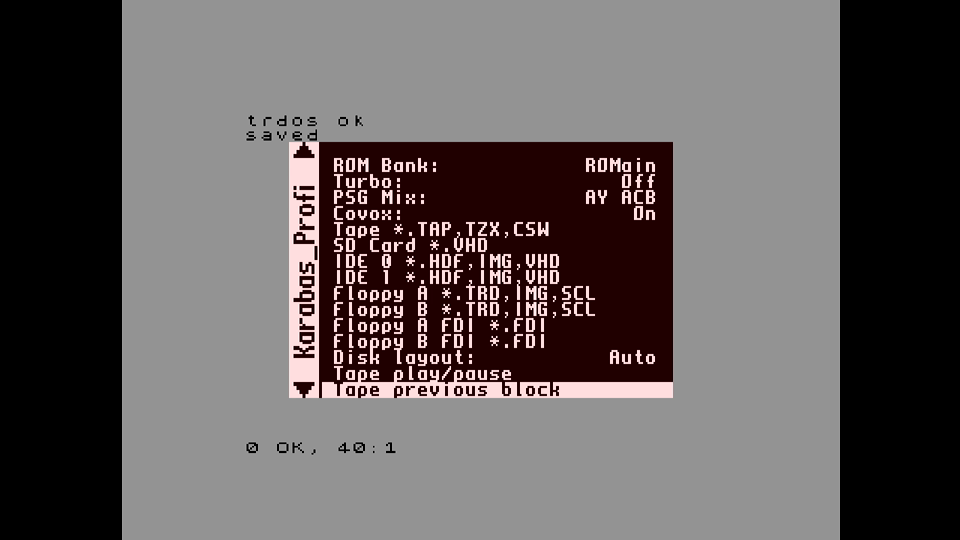 trdos ok
saved
Karabas_Profi
ROM Bank: ROMain
Turbo: Off
PSG Mix: AY ACB
Covox: On
Tape *.TAP,TZX,CSW
SD Card *.VHD
IDE 0 *.HDF,IMG,VHD
IDE 1 *.HDF,IMG,VHD
Floppy A *.TRD,IMG,SCL
Floppy B *.TRD,IMG,SCL
Floppy A FDI *.FDI
Floppy B FDI *.FDI
Disk layout: Auto
Tape play/pause
Tape previous block
0 OK, 40:1